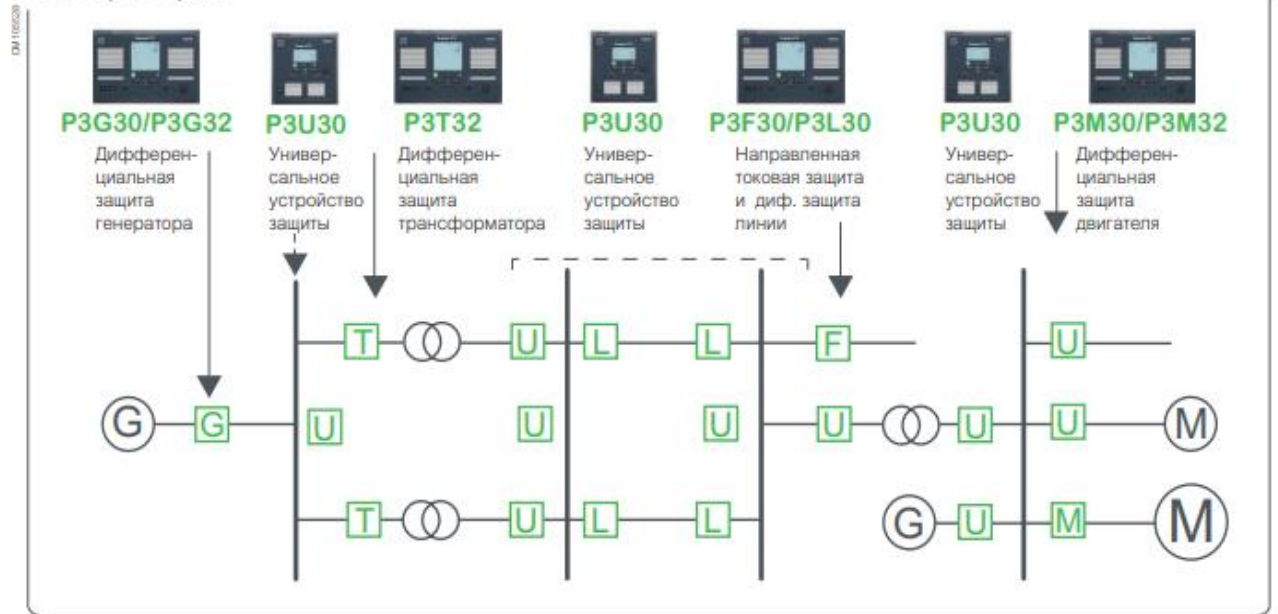 P3G30/P3G32
Дифферен-
циальная
защита
генератора
P3U30
Универ-
сальное
устройство
защиты
P3T32
Дифферен-
циальная
защита
трансформатора
P3U30
Универ-
сальное
устройство
защиты
P3F30/P3L30
Направленная
токовая защита
и диф. защита
линии
P3U30
Универ-
сальное
устройство
защиты
P3M30/P3M32
Дифферен-
циальная
защита
двигателя
T U L L F U
G G U U U U U U M
T U L L G U M M